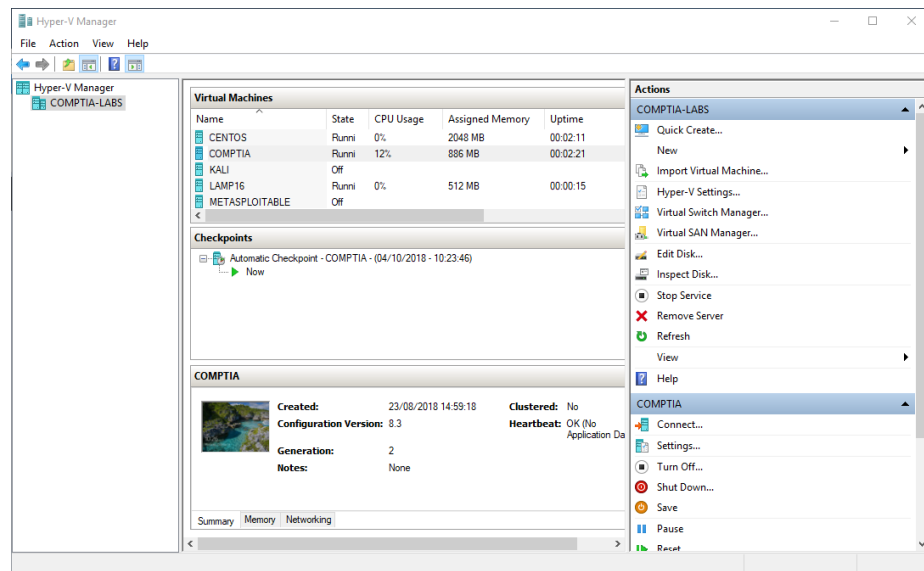 Hyper-V Manager
File Action View Help
Hyper-V Manager
COMPTIA-LABS
Virtual Machines
Name State CPU Usage Assigned Memory Uptime
CENTOS Runni 0% 2048 MB 00:02:11
COMPTIA Runni 12% 886 MB 00:02:21
KALI Off
LAMP16 Runni 0% 512 MB 00:00:15
METASPLOITABLE Off
Checkpoints
Automatic Checkpoint - COMPTIA - (04/10/2018 - 10:23:46)
Now
COMPTIA
Created: 23/08/2018 14:59:18 Clustered: No
Configuration Version: 8.3 Heartbeat: OK (No
Application Da
Generation: 2
Notes: None
Summary Memory Networking
Actions
COMPTIA-LABS
Quick Create...
New
Import Virtual Machine...
Hyper-V Settings...
Virtual Switch Manager...
Virtual SAN Manager...
Edit Disk...
Inspect Disk...
Stop Service
Remove Server
Refresh
View
Help
COMPTIA
Connect...
Settings...
Turn Off...
Shut Down...
Save
Pause
Reset